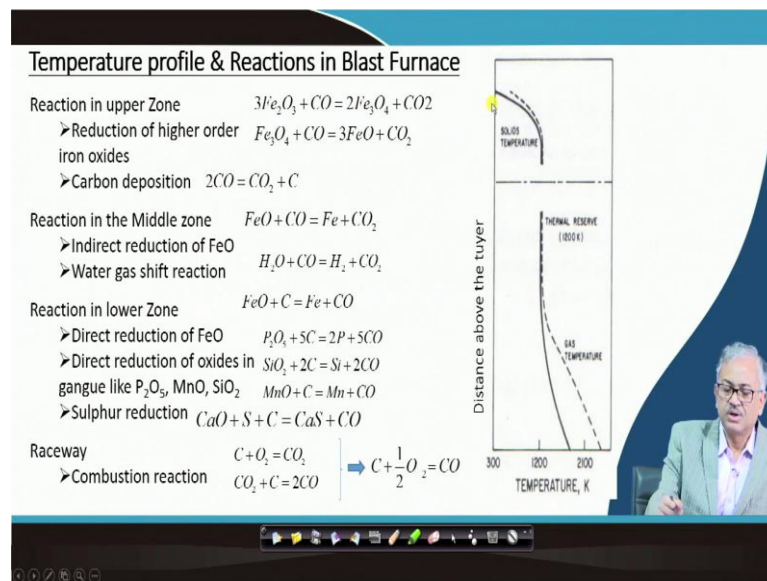 Temperature profile & Reactions in Blast Furnace
Reaction in upper Zone
3Fe₂O₃ + CO = 2Fe₃O₄ + CO2
➢Reduction of higher order
iron oxides
Fe₃O₄ + CO = 3FeO + CO₂
➢Carbon deposition
2CO = CO₂ + C
Reaction in the Middle zone
FeO + CO = Fe + CO₂
➢Indirect reduction of FeO
➢Water gas shift reaction
H₂O + CO = H₂ + CO₂
Reaction in lower Zone
FeO + C = Fe + CO
➢Direct reduction of FeO
P₂O₅ + 5C = 2P + 5CO
➢Direct reduction of oxides in
gangue like P₂O₅, MnO, SiO₂
SiO₂ + 2C = Si + 2CO
MnO + C = Mn + CO
➢Sulphur reduction
CaO + S + C = CaS + CO
Raceway
➢Combustion reaction
C + O₂ = CO₂
CO₂ + C = 2CO
C + 1/2 O₂ = CO
SOLIDS
TEMPERATURE
THERMAL RESERVE
(1200 K)
GAS
TEMPERATURE
Distance above the tuyer
300 1200 2100
TEMPERATURE, K